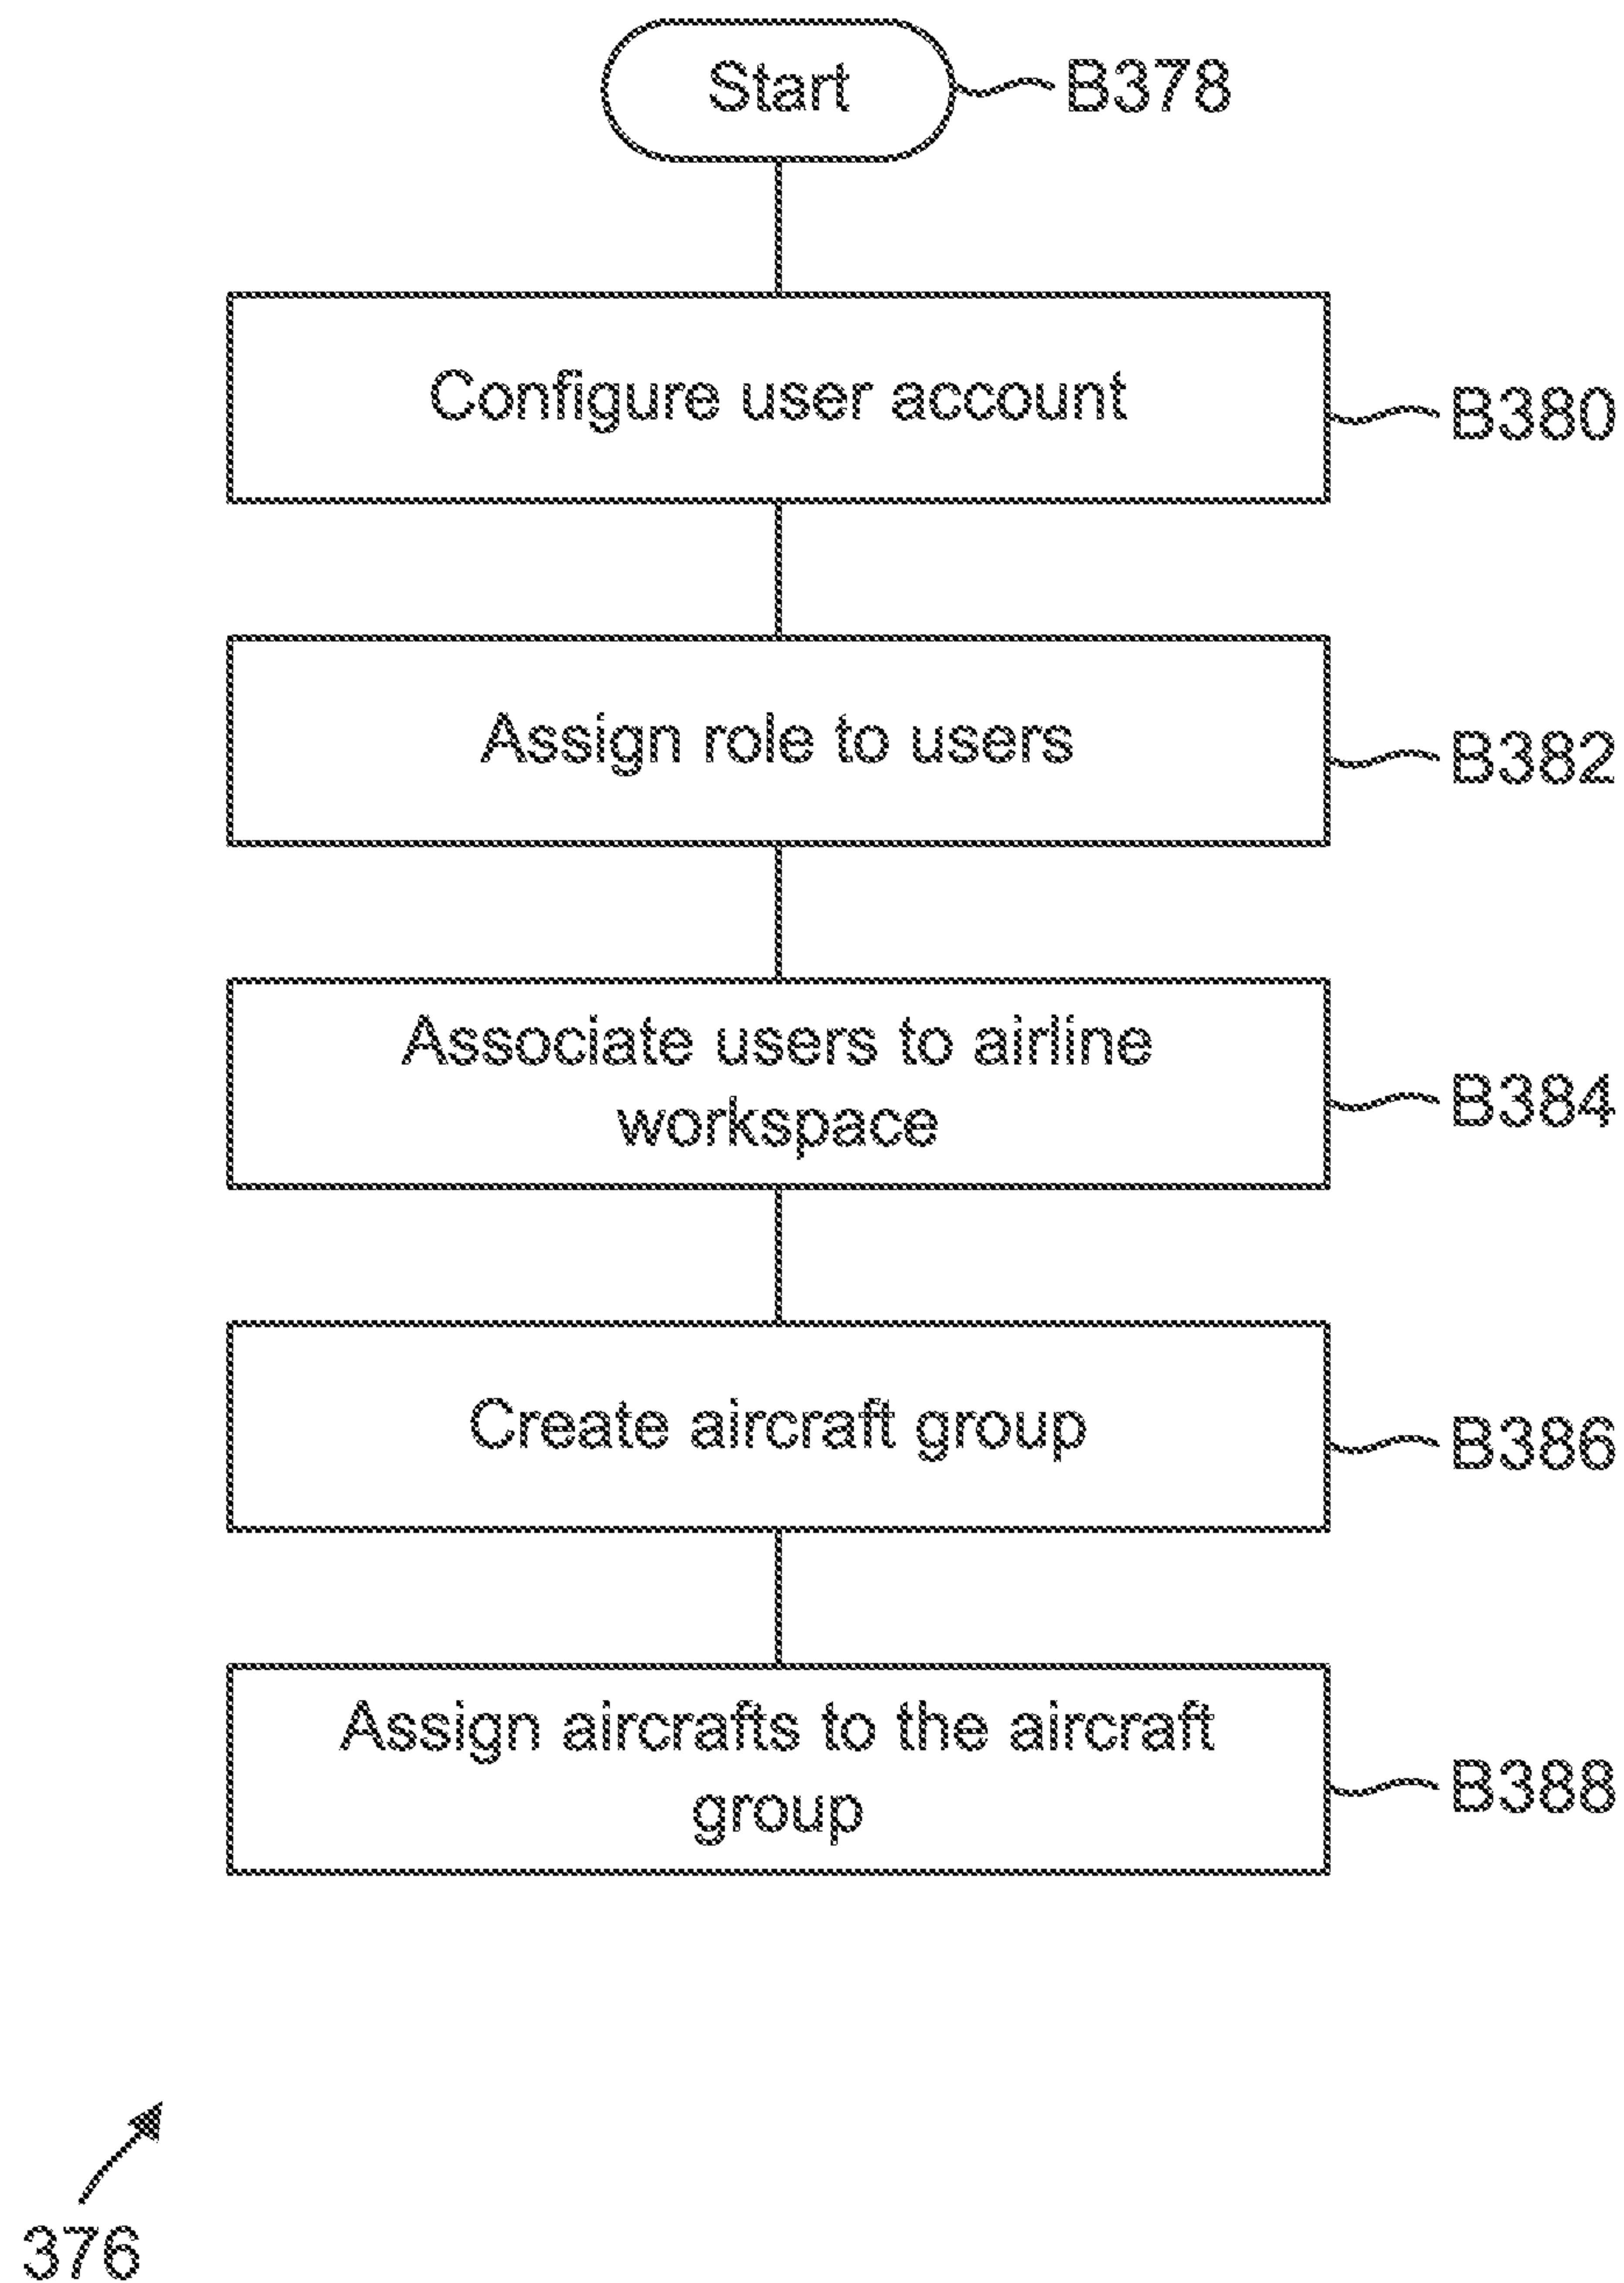 Start
B378
Configure user account
B380
Assign role to users
B382
Associate users to airline
workspace
B384
Create aircraft group
B386
Assign aircrafts to the aircraft
group
B388
376